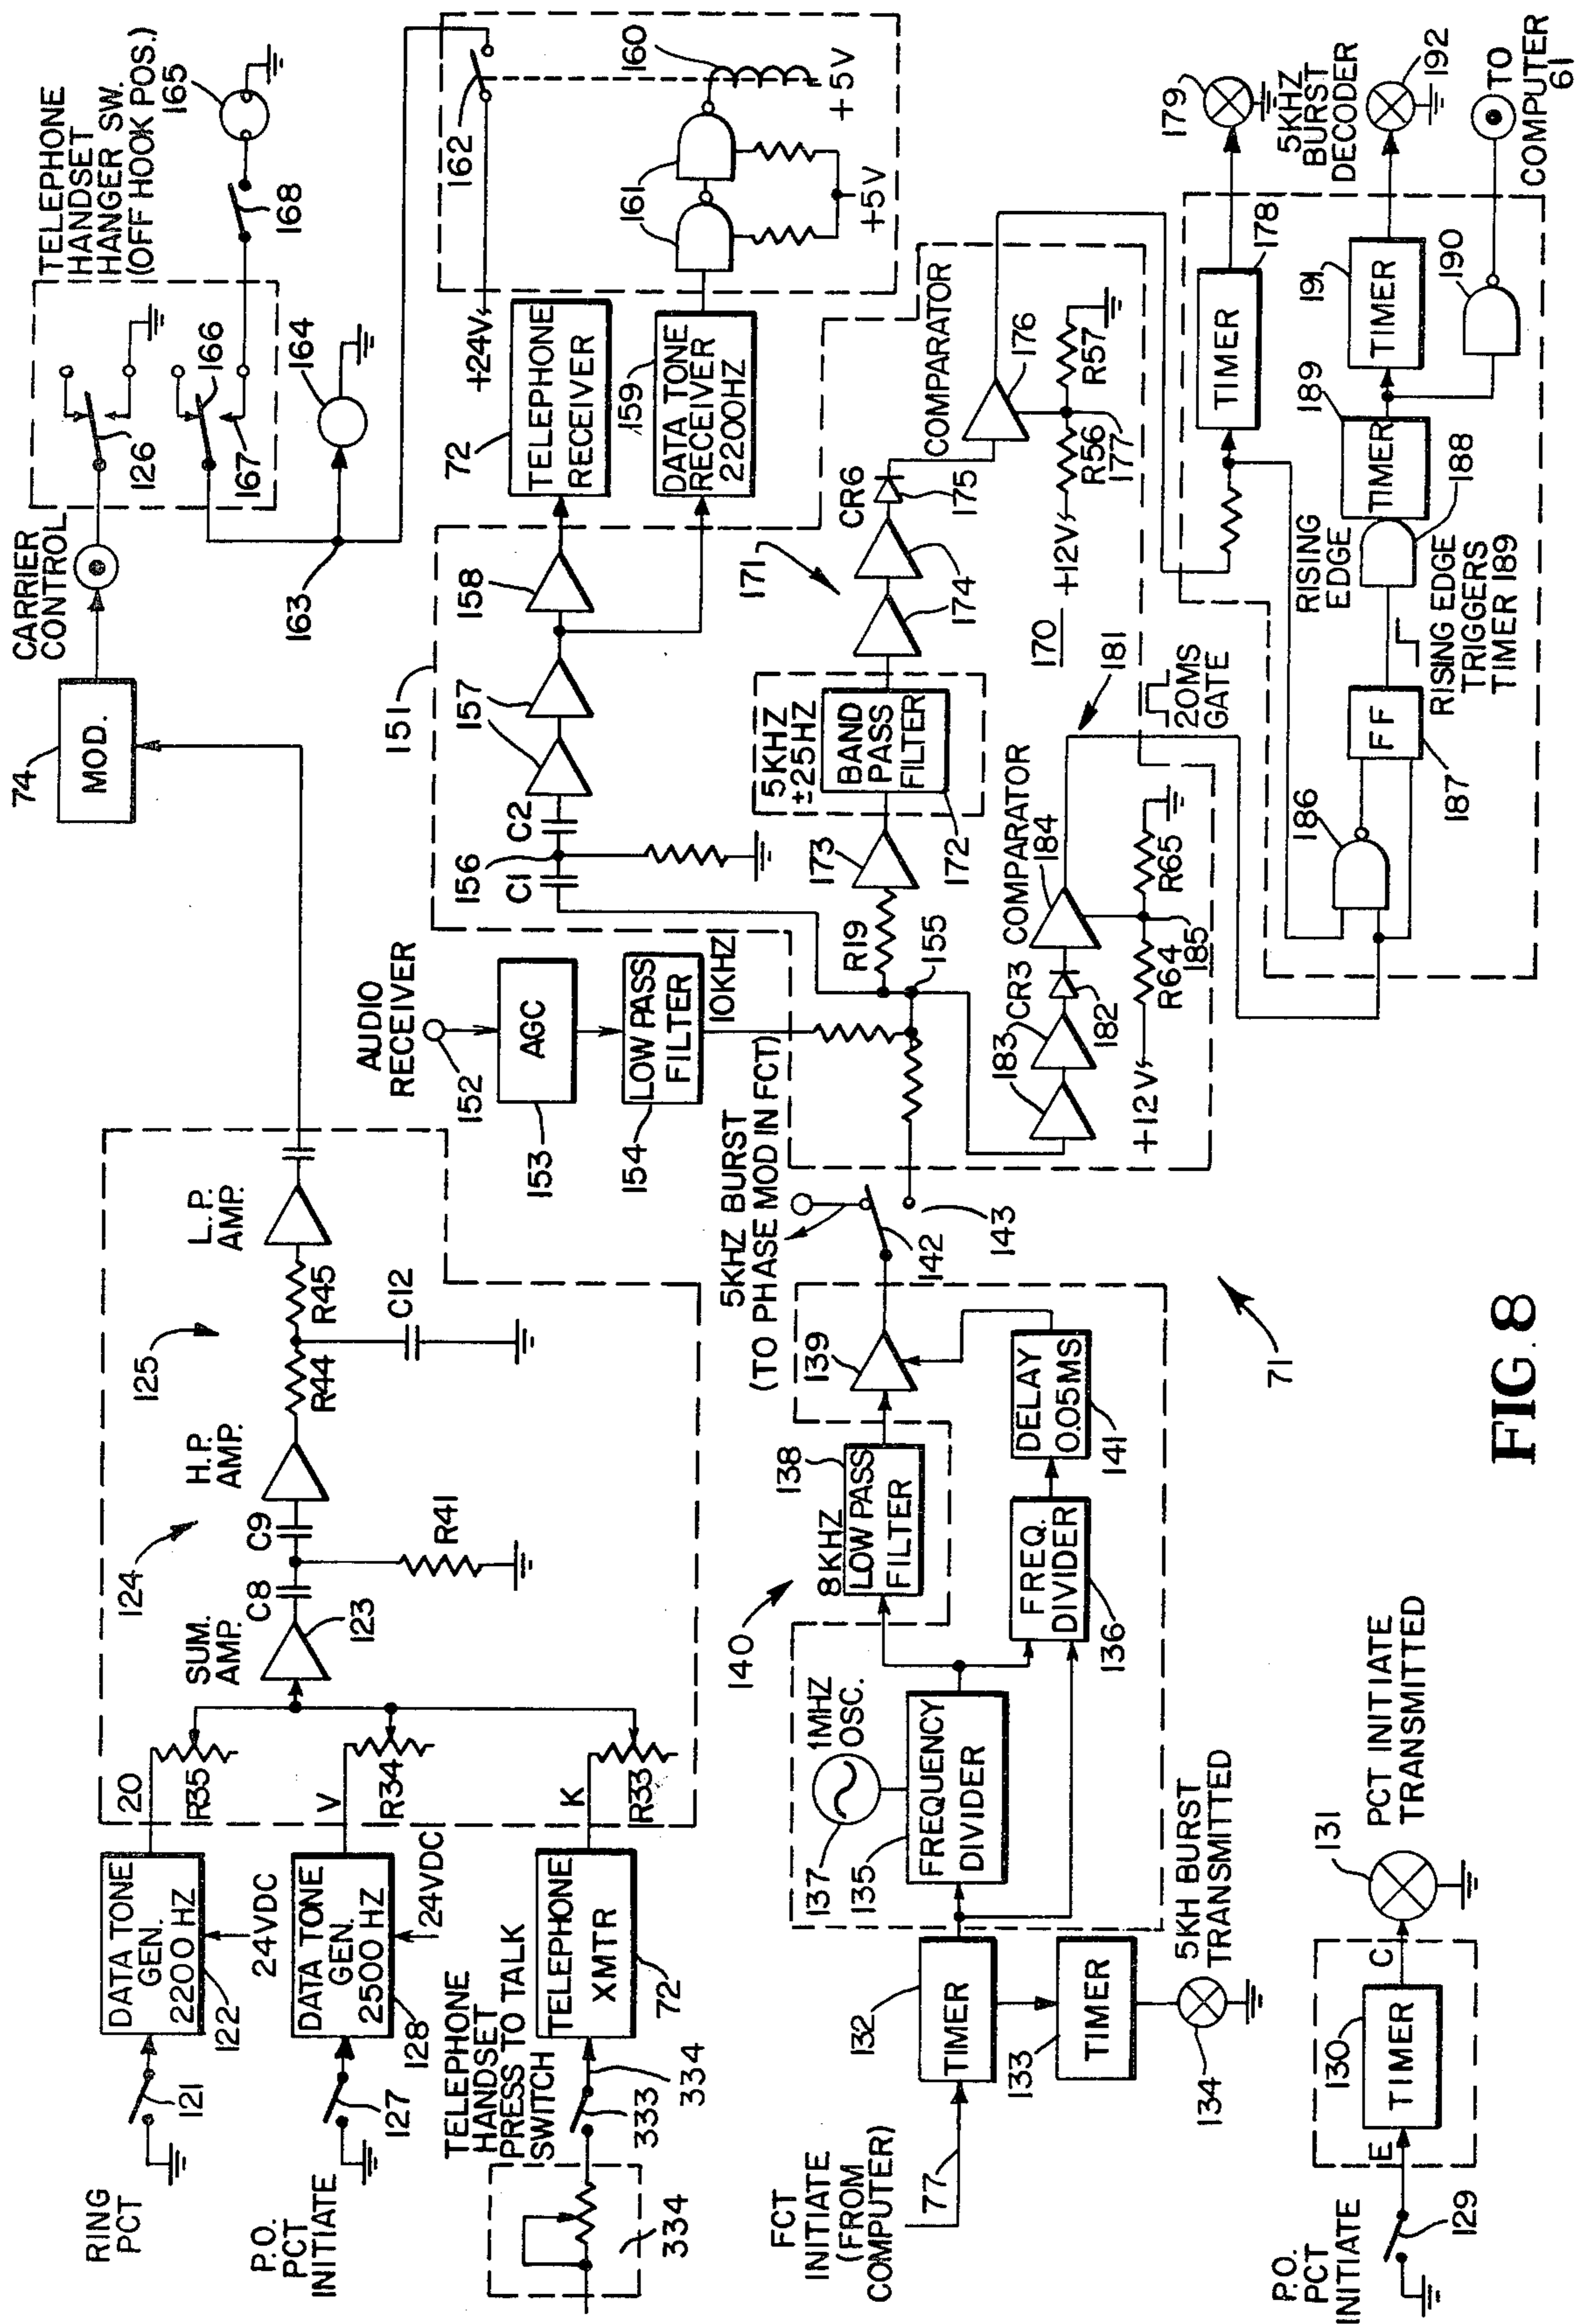 RING
PCT
121
DATA TONE
GEN.
2200 HZ
122
24VDC
20
R35
P.O.
PCT
INITIATE
127
DATA TONE
GEN.
2500 HZ
128
24VDC
V
R34
TELEPHONE
HANDSET
PRESS TO TALK
SWITCH
334
333
334
TELEPHONE
XMTR
72
K
R33
SUM.
AMP.
123
124
C8
C9
R41
H.P.
AMP.
125
R44
R45
C12
L.P.
AMP.
74
MOD.
CARRIER
CONTROL
TELEPHONE
HANDSET
HANGER SW.
(OFF HOOK POS.)
126
166
167
168
165
163
164
AUDIO
RECEIVER
152
AGC
153
LOW PASS
FILTER
154
10KHZ
151
156
C1
C2
157
158
72
TELEPHONE
RECEIVER
159
DATA TONE
RECEIVER
2200HZ
+24V
162
161
160
+5V
+5V
FCT
INITIATE
(FROM
COMPUTER)
77
132
TIMER
133
TIMER
134
5KH BURST
TRANSMITTED
140
137
1MHZ
OSC.
135
FREQUENCY
DIVIDER
138
8KHZ
LOW PASS
FILTER
FREQ.
DIVIDER
136
DELAY
0.05MS
141
139
5KHZ BURST
(TO PHASE MOD IN FCT)
142
143
155
R19
173
5KHZ
±25HZ
BAND
PASS
FILTER
172
171
174
CR6
175
COMPARATOR
176
R56
R57
177
+12V
170
183
CR3
182
COMPARATOR
184
+12V
R64
R65
185
181
20MS
GATE
TIMER
178
179
5KHZ
BURST
DECODER
186
FF
187
RISING
EDGE
RISING EDGE
TRIGGERS
TIMER 189
188
189
TIMER
191
TIMER
190
192
TO
COMPUTER
61
P.O.
PCT
INITIATE
129
E
130
TIMER
C
131
PCT INITIATE
TRANSMITTED
71
FIG. 8